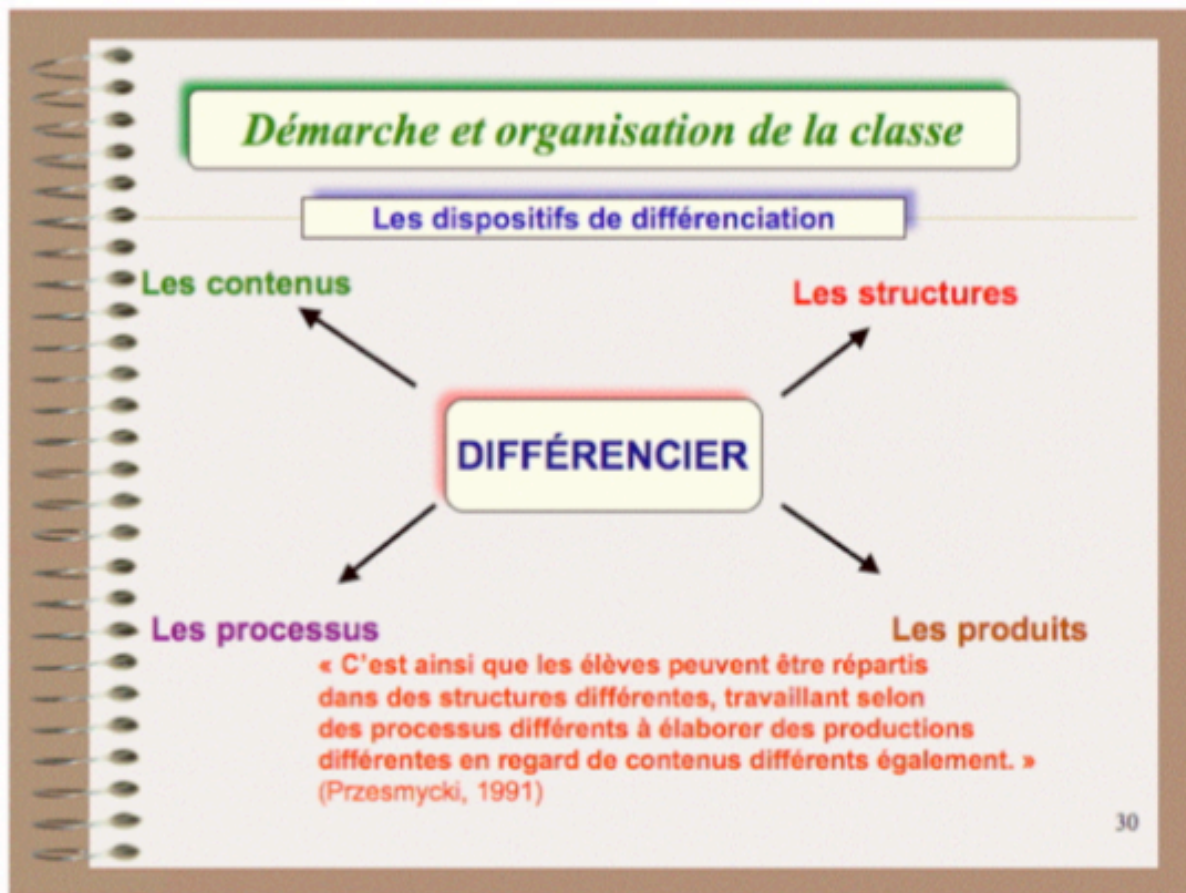 Démarche et organisation de la classe
Les dispositifs de différenciation
Les contenus
Les structures
DIFFÉRENCIER
Les processus
Les produits
« C'est ainsi que les élèves peuvent être répartis
dans des structures différentes, travaillant selon
des processus différents à élaborer des productions
différentes en regard de contenus différents également. »
(Przesmycki, 1991)
30